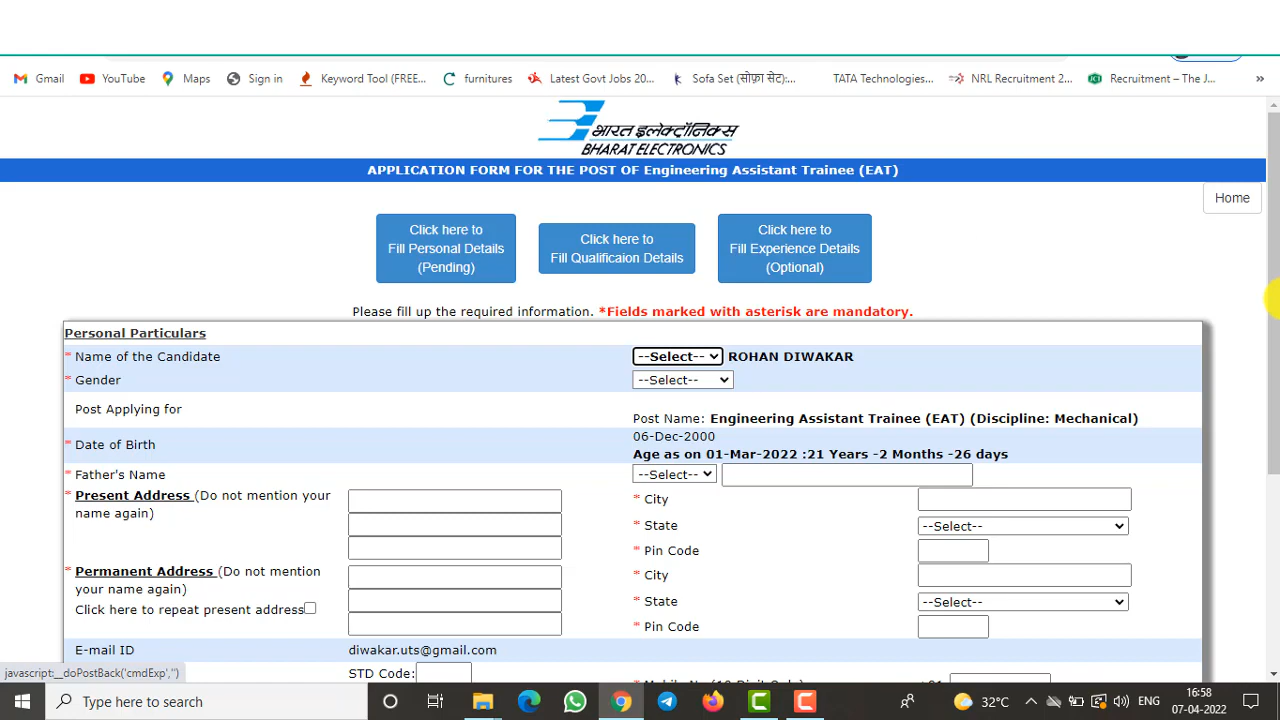 Gmail YouTube Maps Sign in Keyword Tool (FREE... furnitures Latest Govt Jobs 20... Sofa Set (सोफ़ा सेट):... TATA Technologies... NRL Recruitment 2... Recruitment – The J... »
भारत इलेक्ट्रॉनिक्स
BHARAT ELECTRONICS
APPLICATION FORM FOR THE POST OF Engineering Assistant Trainee (EAT)
Home
Click here to
Fill Personal Details
(Pending)
Click here to
Fill Qualificaion Details
Click here to
Fill Experience Details
(Optional)
Please fill up the required information. *Fields marked with asterisk are mandatory.
Personal Particulars
* Name of the Candidate --Select-- ROHAN DIWAKAR
* Gender --Select--
Post Applying for Post Name: Engineering Assistant Trainee (EAT) (Discipline: Mechanical)
* Date of Birth 06-Dec-2000
Age as on 01-Mar-2022 :21 Years -2 Months -26 days
* Father's Name --Select--
* Present Address (Do not mention your
name again)
* City
* State --Select--
* Pin Code
* Permanent Address (Do not mention
your name again)
Click here to repeat present address
* City
* State --Select--
* Pin Code
E-mail ID diwakar.uts@gmail.com
STD Code:
javascript:__doPostBack('cmdExp','')
Type here to search
32°C
ENG
16:58
07-04-2022